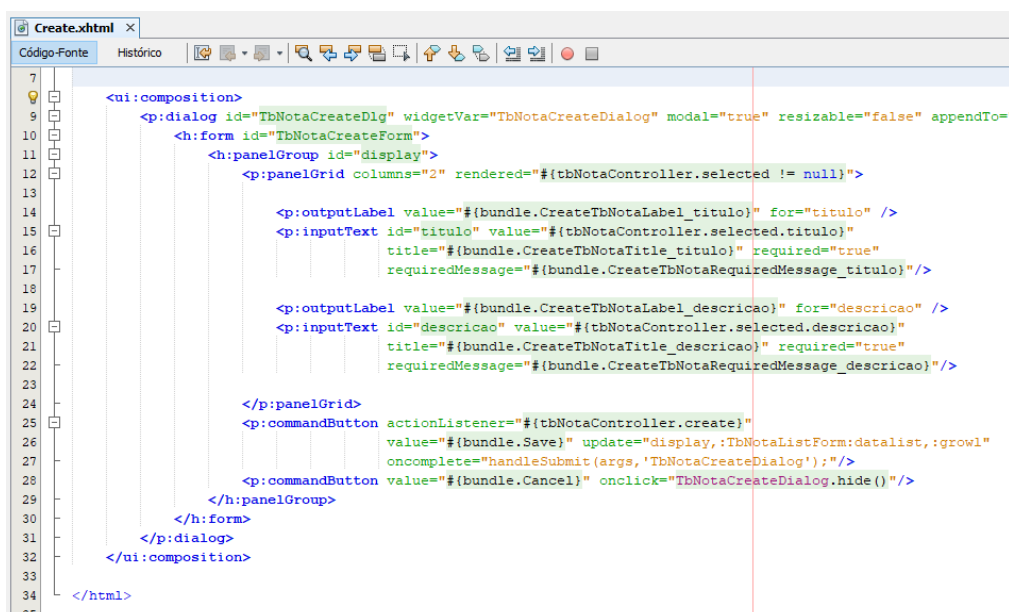 Create.xhtml
Código-Fonte Histórico
7
<ui:composition>
9 <p:dialog id="TbNotaCreateDlg" widgetVar="TbNotaCreateDialog" modal="true" resizable="false" appendTo="
10 <h:form id="TbNotaCreateForm">
11 <h:panelGroup id="display">
12 <p:panelGrid columns="2" rendered="#{tbNotaController.selected != null}">
13
14 <p:outputLabel value="#{bundle.CreateTbNotaLabel_titulo}" for="titulo" />
15 <p:inputText id="titulo" value="#{tbNotaController.selected.titulo}"
16 title="#{bundle.CreateTbNotaTitle_titulo}" required="true"
17 requiredMessage="#{bundle.CreateTbNotaRequiredMessage_titulo}"/>
18
19 <p:outputLabel value="#{bundle.CreateTbNotaLabel_descricao}" for="descricao" />
20 <p:inputText id="descricao" value="#{tbNotaController.selected.descricao}"
21 title="#{bundle.CreateTbNotaTitle_descricao}" required="true"
22 requiredMessage="#{bundle.CreateTbNotaRequiredMessage_descricao}"/>
23
24 </p:panelGrid>
25 <p:commandButton actionListener="#{tbNotaController.create}"
26 value="#{bundle.Save}" update="display,:TbNotaListForm:datalist,:growl"
27 oncomplete="handleSubmit(args,'TbNotaCreateDialog');"/>
28 <p:commandButton value="#{bundle.Cancel}" onclick="TbNotaCreateDialog.hide()"/>
29 </h:panelGroup>
30 </h:form>
31 </p:dialog>
32 </ui:composition>
33
34 </html>